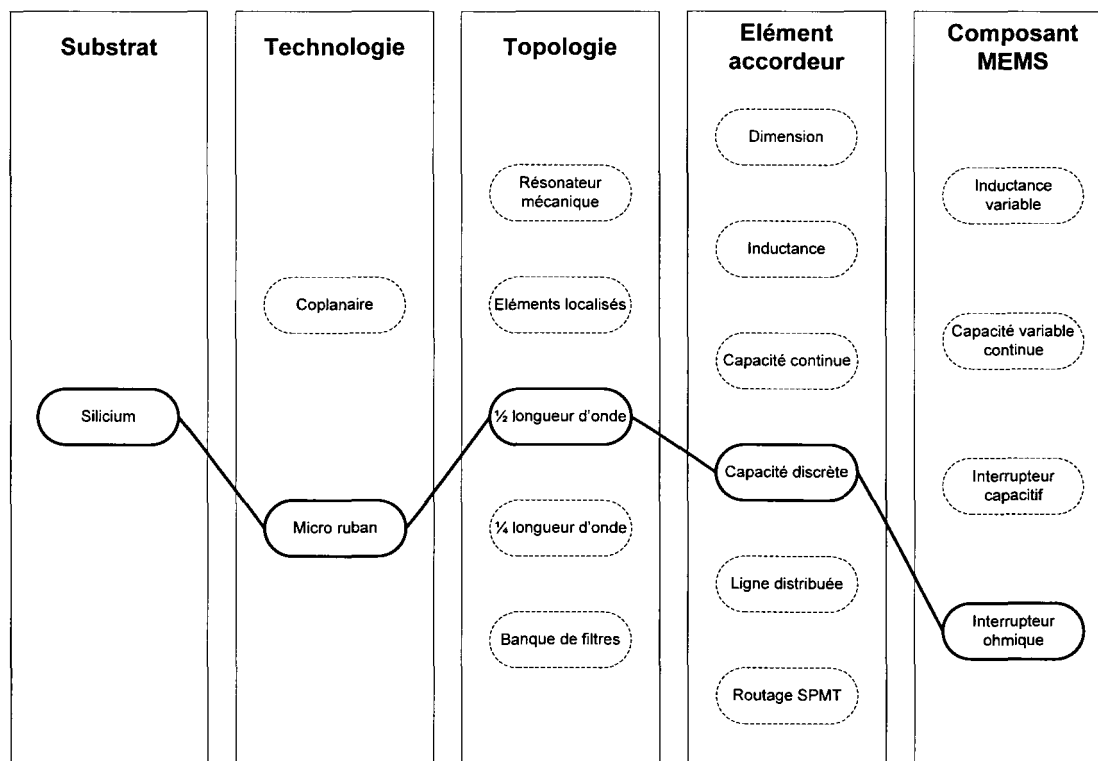 Substrat
Silicium
Technologie
Coplanaire
Micro ruban
Topologie
Résonateur
mécanique
Eléments localisés
½ longueur d'onde
¼ longueur d'onde
Banque de filtres
Elément
accordeur
Dimension
Inductance
Capacité continue
Capacité discrète
Ligne distribuée
Routage SPMT
Composant
MEMS
Inductance
variable
Capacité variable
continue
Interrupteur
capacitif
Interrupteur
ohmique